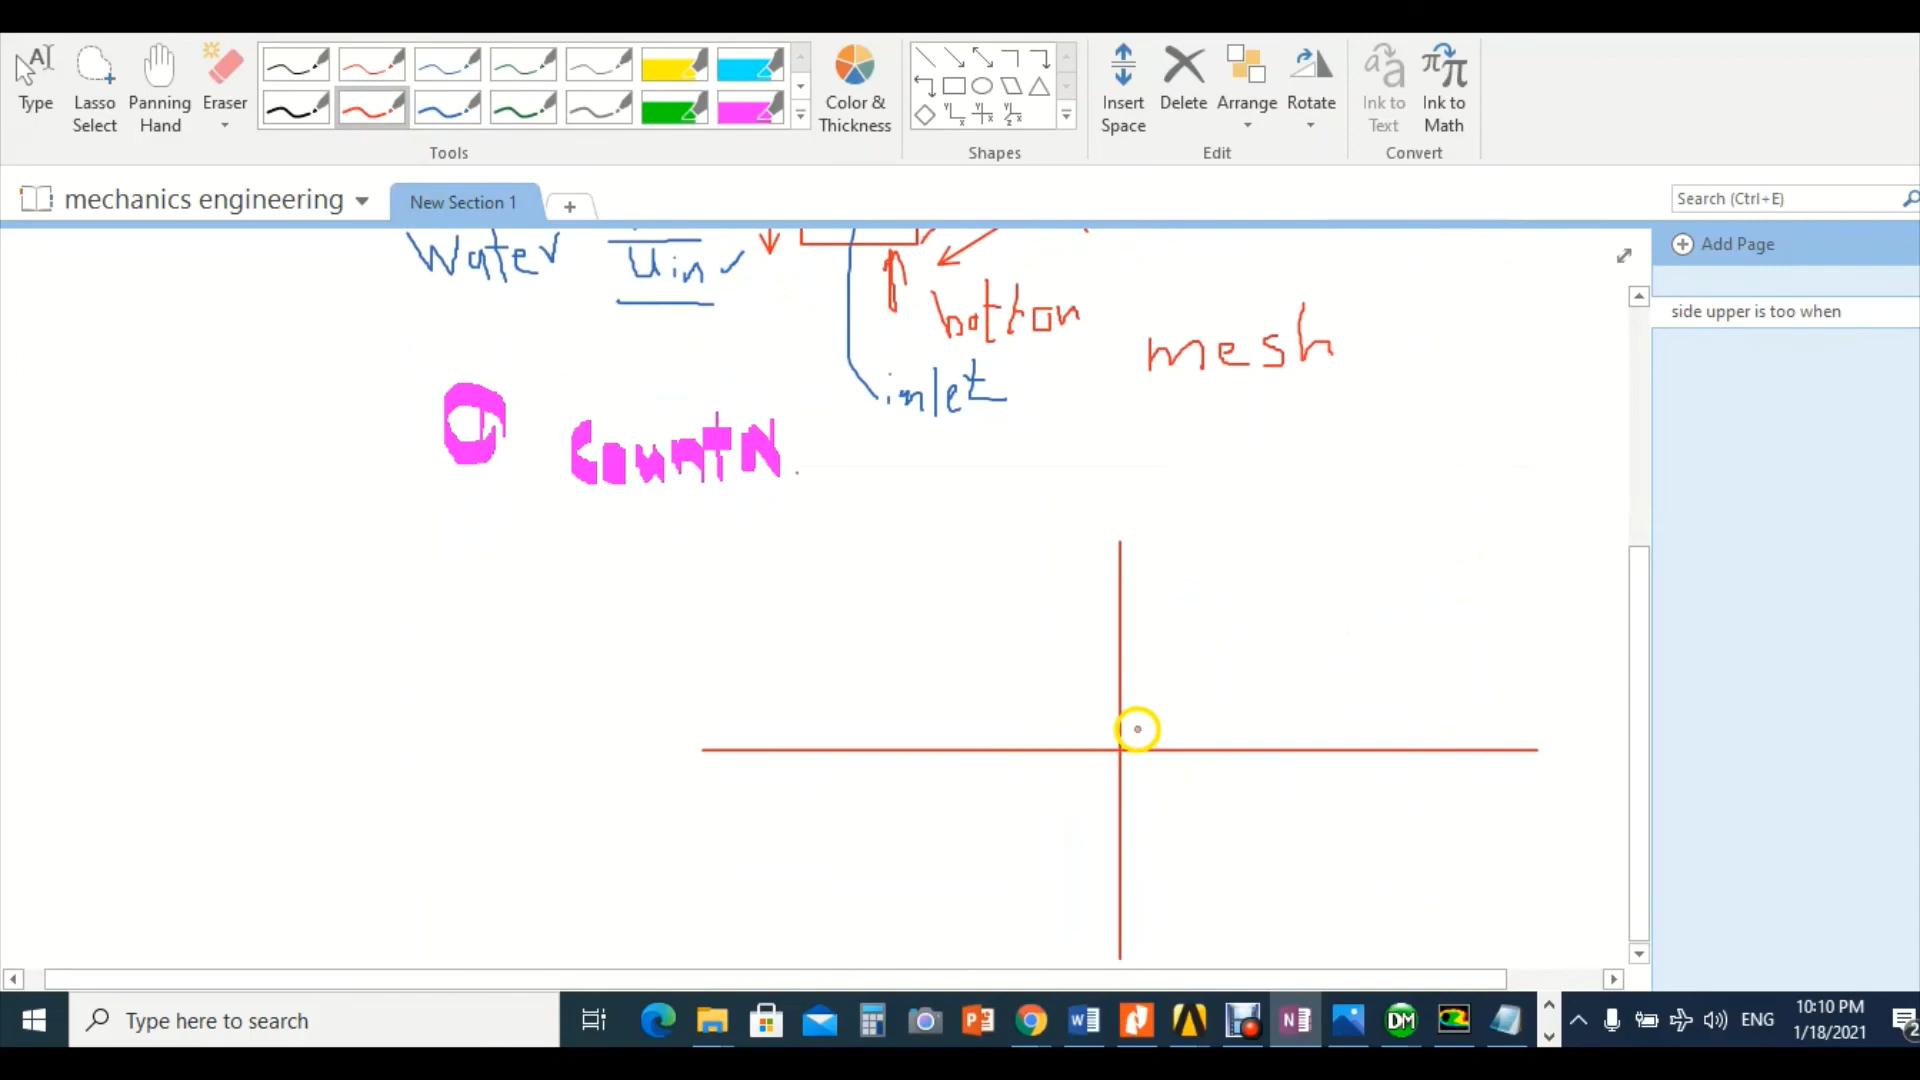 Type
Lasso Select
Panning Hand
Eraser
Color & Thickness
Insert Space
Delete
Arrange
Rotate
Ink to Text
Ink to Math
Tools
Shapes
Edit
Convert
mechanics engineering
New Section 1
Search (Ctrl+E)
Add Page
side upper is too when
Water
Uin
botton
mesh
inlet
CountN
Type here to search
ENG
10:10 PM
1/18/2021